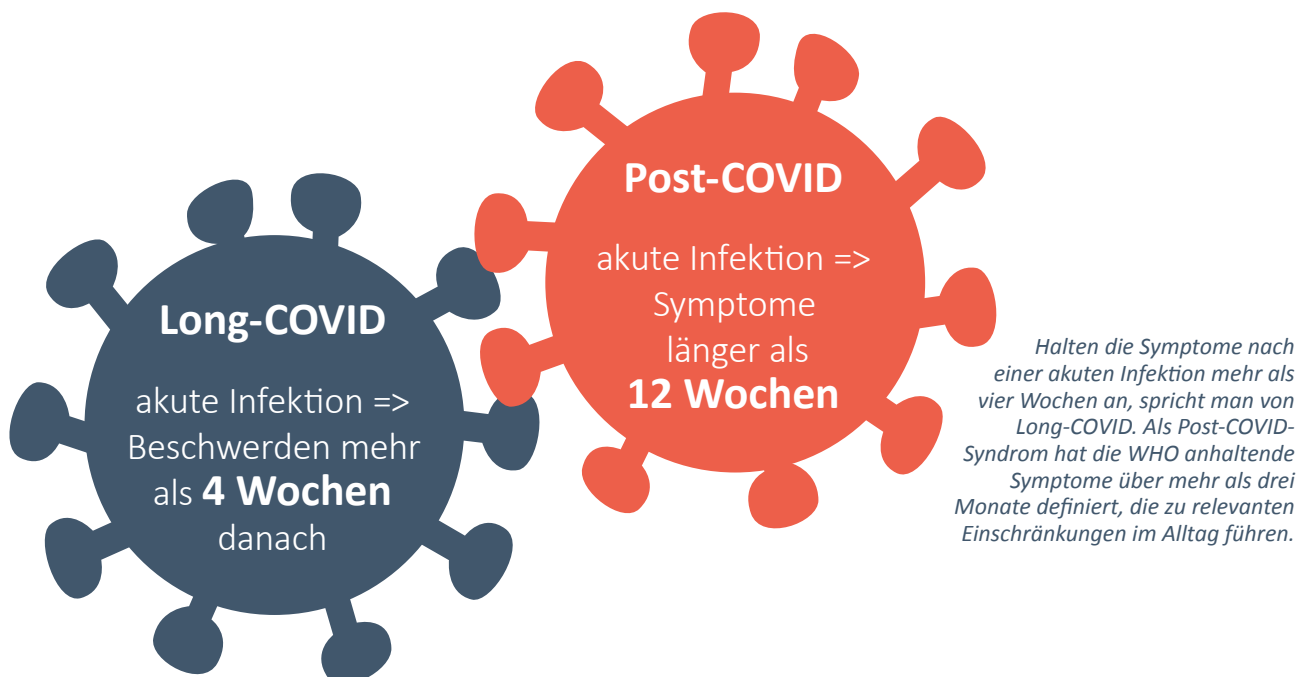 Long-COVID
akute Infektion =>
Beschwerden mehr
als 4 Wochen
danach
Post-COVID
akute Infektion =>
Symptome
länger als
12 Wochen
Halten die Symptome nach
einer akuten Infektion mehr als
vier Wochen an, spricht man von
Long-COVID. Als Post-COVID-
Syndrom hat die WHO anhaltende
Symptome über mehr als drei
Monate definiert, die zu relevanten
Einschränkungen im Alltag führen.